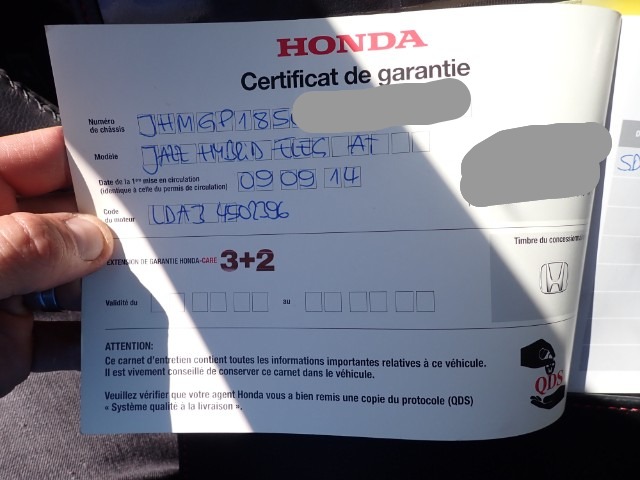 HONDA
Certificat de garantie
Numéro
de châssis
JHMGP185
Modèle
JAZZ HYBRID ELEG AT
Date de la 1ère mise en circulation
(identique à celle du permis de circulation)
09 09 14
Code
du moteur
LDA3 4502396
EXTENSION DE GARANTIE HONDA-CARE 3+2
Timbre du concessionn
Validité du
au
ATTENTION:
Ce carnet d'entretien contient toutes les informations importantes relatives à ce véhicule.
Il est vivement conseillé de conserver ce carnet dans le véhicule.
Veuillez vérifier que votre agent Honda vous a bien remis une copie du protocole (QDS)
« Système qualité à la livraison ».
QDS
SD